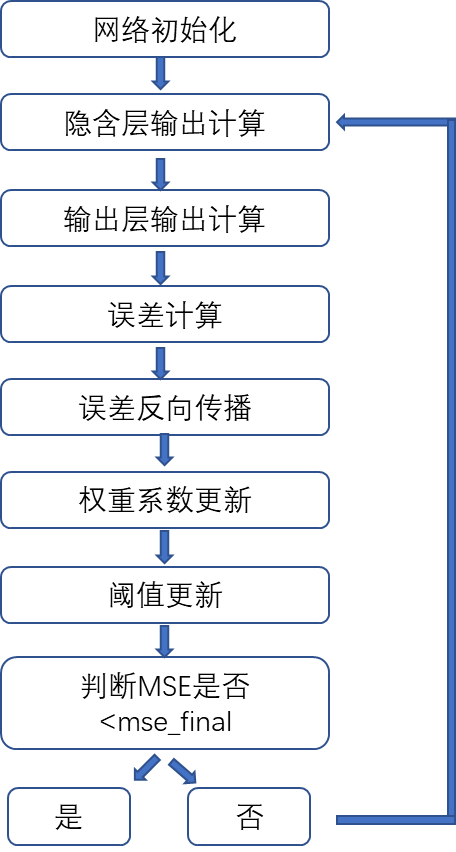 网络初始化
隐含层输出计算
输出层输出计算
误差计算
误差反向传播
权重系数更新
阈值更新
判断MSE是否
<mse_final
是
否